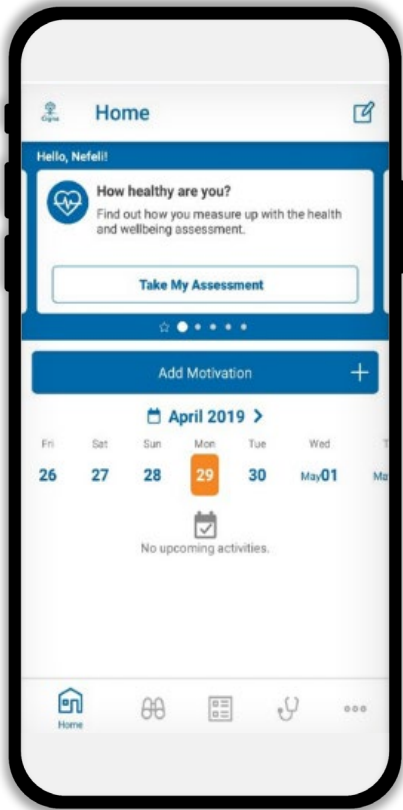 Cigna
Home
Hello, Nefeli!
How healthy are you?
Find out how you measure up with the health
and wellbeing assessment.
Take My Assessment
Add Motivation
April 2019
Fri Sat Sun Mon Tue Wed T
26 27 28 29 30 May01 Ma
No upcoming activities.
Home